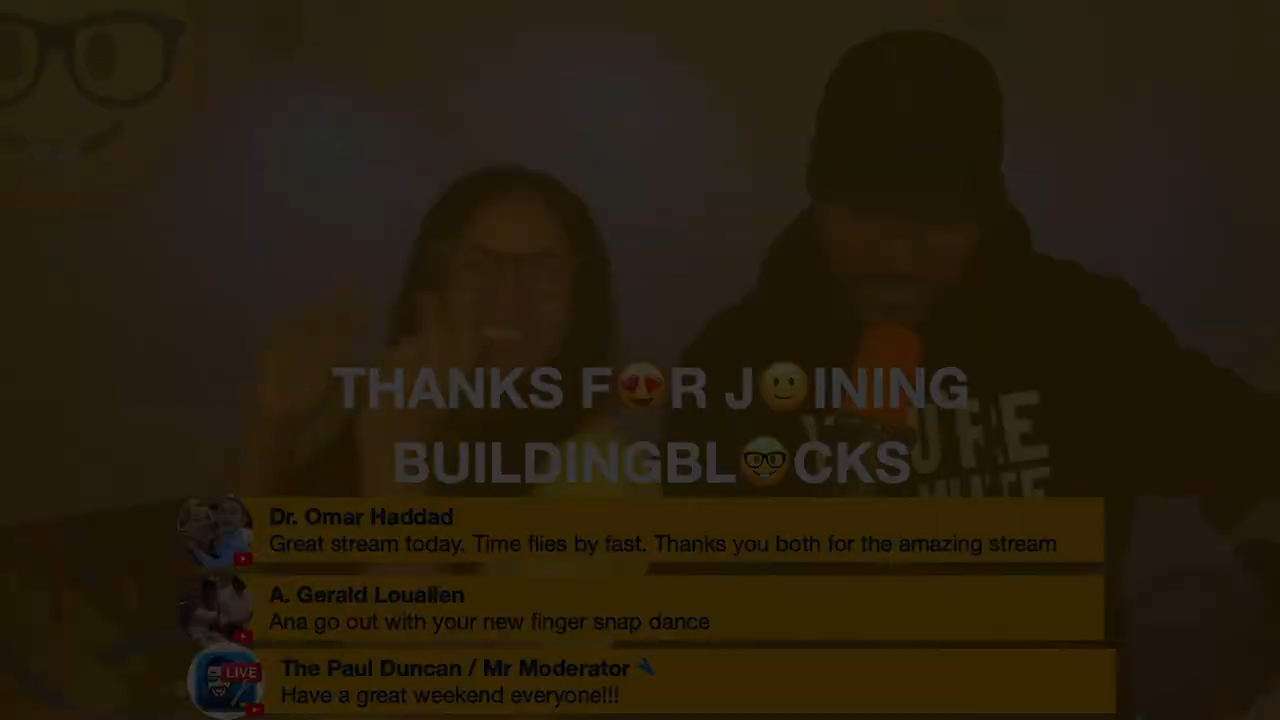 THANKS F😍R J🙂INING
BUILDINGBL🤓CKS
Dr. Omar Haddad
Great stream today. Time flies by fast. Thanks you both for the amazing stream
A. Gerald Louallen
Ana go out with your new finger snap dance
LIVE
The Paul Duncan / Mr Moderator
Have a great weekend everyone!!!